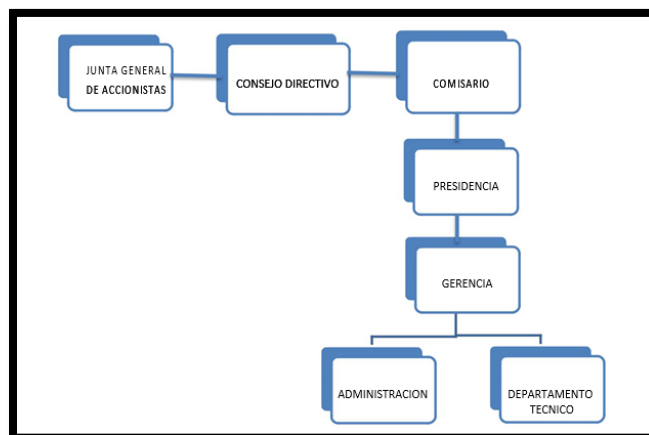 JUNTA GENERAL
DE ACCIONISTAS
CONSEJO DIRECTIVO
COMISARIO
PRESIDENCIA
GERENCIA
ADMINISTRACION
DEPARTAMENTO
TECNICO